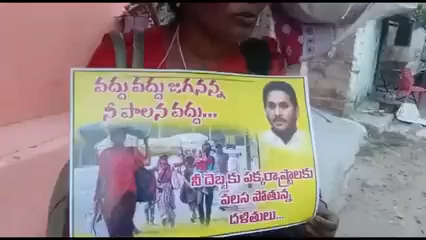 వద్దు వద్దు జగనన్న
నీ పాలన వద్దు...
నీ దెబ్బకు పక్కరాష్ట్రాలకు
వలస పోతున్న
దళితులు...